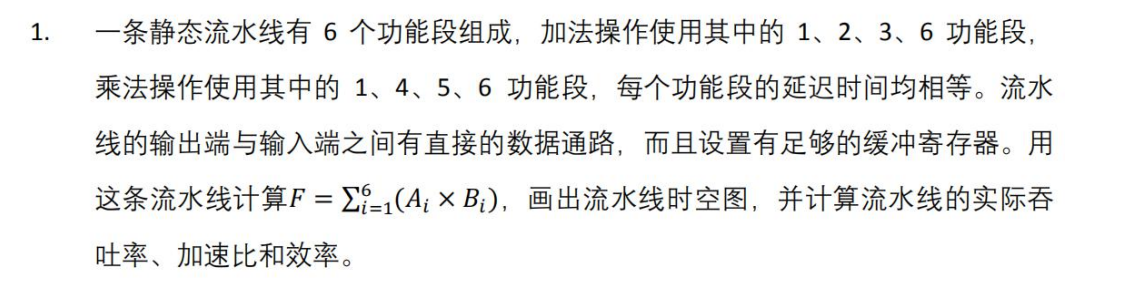 1. 一条静态流水线有 6 个功能段组成，加法操作使用其中的 1、2、3、6 功能段，
乘法操作使用其中的 1、4、5、6 功能段，每个功能段的延迟时间均相等。流水
线的输出端与输入端之间有直接的数据通路，而且设置有足够的缓冲寄存器。用
这条流水线计算𝐹 = ∑⁶ᵢ₌₁(𝐴ᵢ × 𝐵ᵢ)，画出流水线时空图，并计算流水线的实际吞
吐率、加速比和效率。